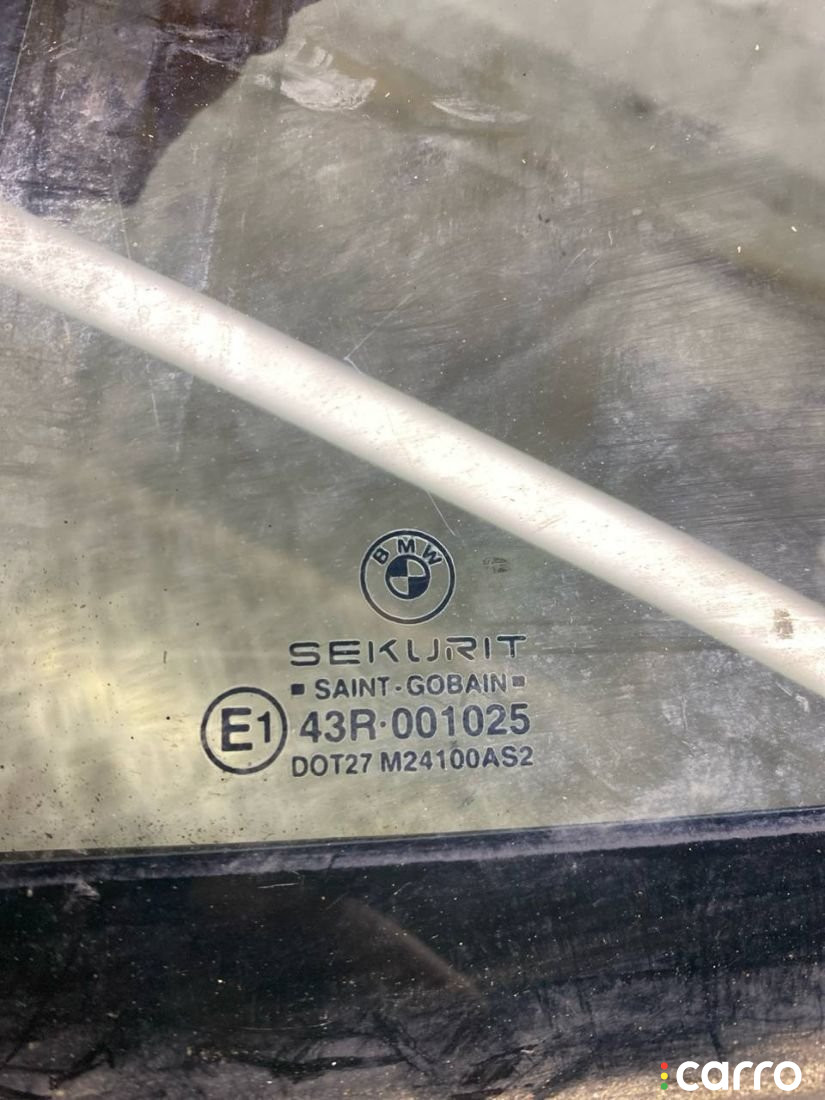 BMW
SEKURIT
SAINT-GOBAIN
E1 43R·001025
DOT27 M24100AS2
carro